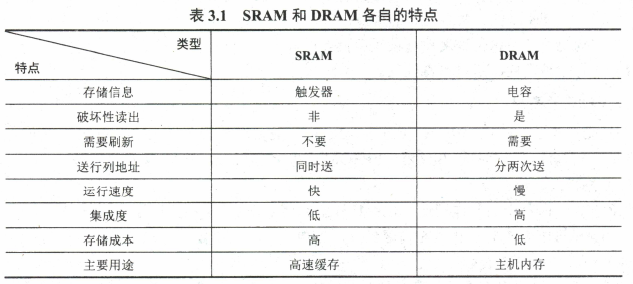 表 3.1 SRAM 和 DRAM 各自的特点
类型
特点
SRAM
DRAM
存储信息 触发器 电容
破坏性读出 非 是
需要刷新 不要 需要
送行列地址 同时送 分两次送
运行速度 快 慢
集成度 低 高
存储成本 高 低
主要用途 高速缓存 主机内存